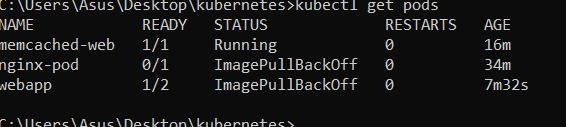 C:\Users\Asus\Desktop\kubernetes>kubectl get pods
NAME READY STATUS RESTARTS AGE
memcached-web 1/1 Running 0 16m
nginx-pod 0/1 ImagePullBackOff 0 34m
webapp 1/2 ImagePullBackOff 0 7m32s
C:\Users\Asus\Desktop\kubernetes>